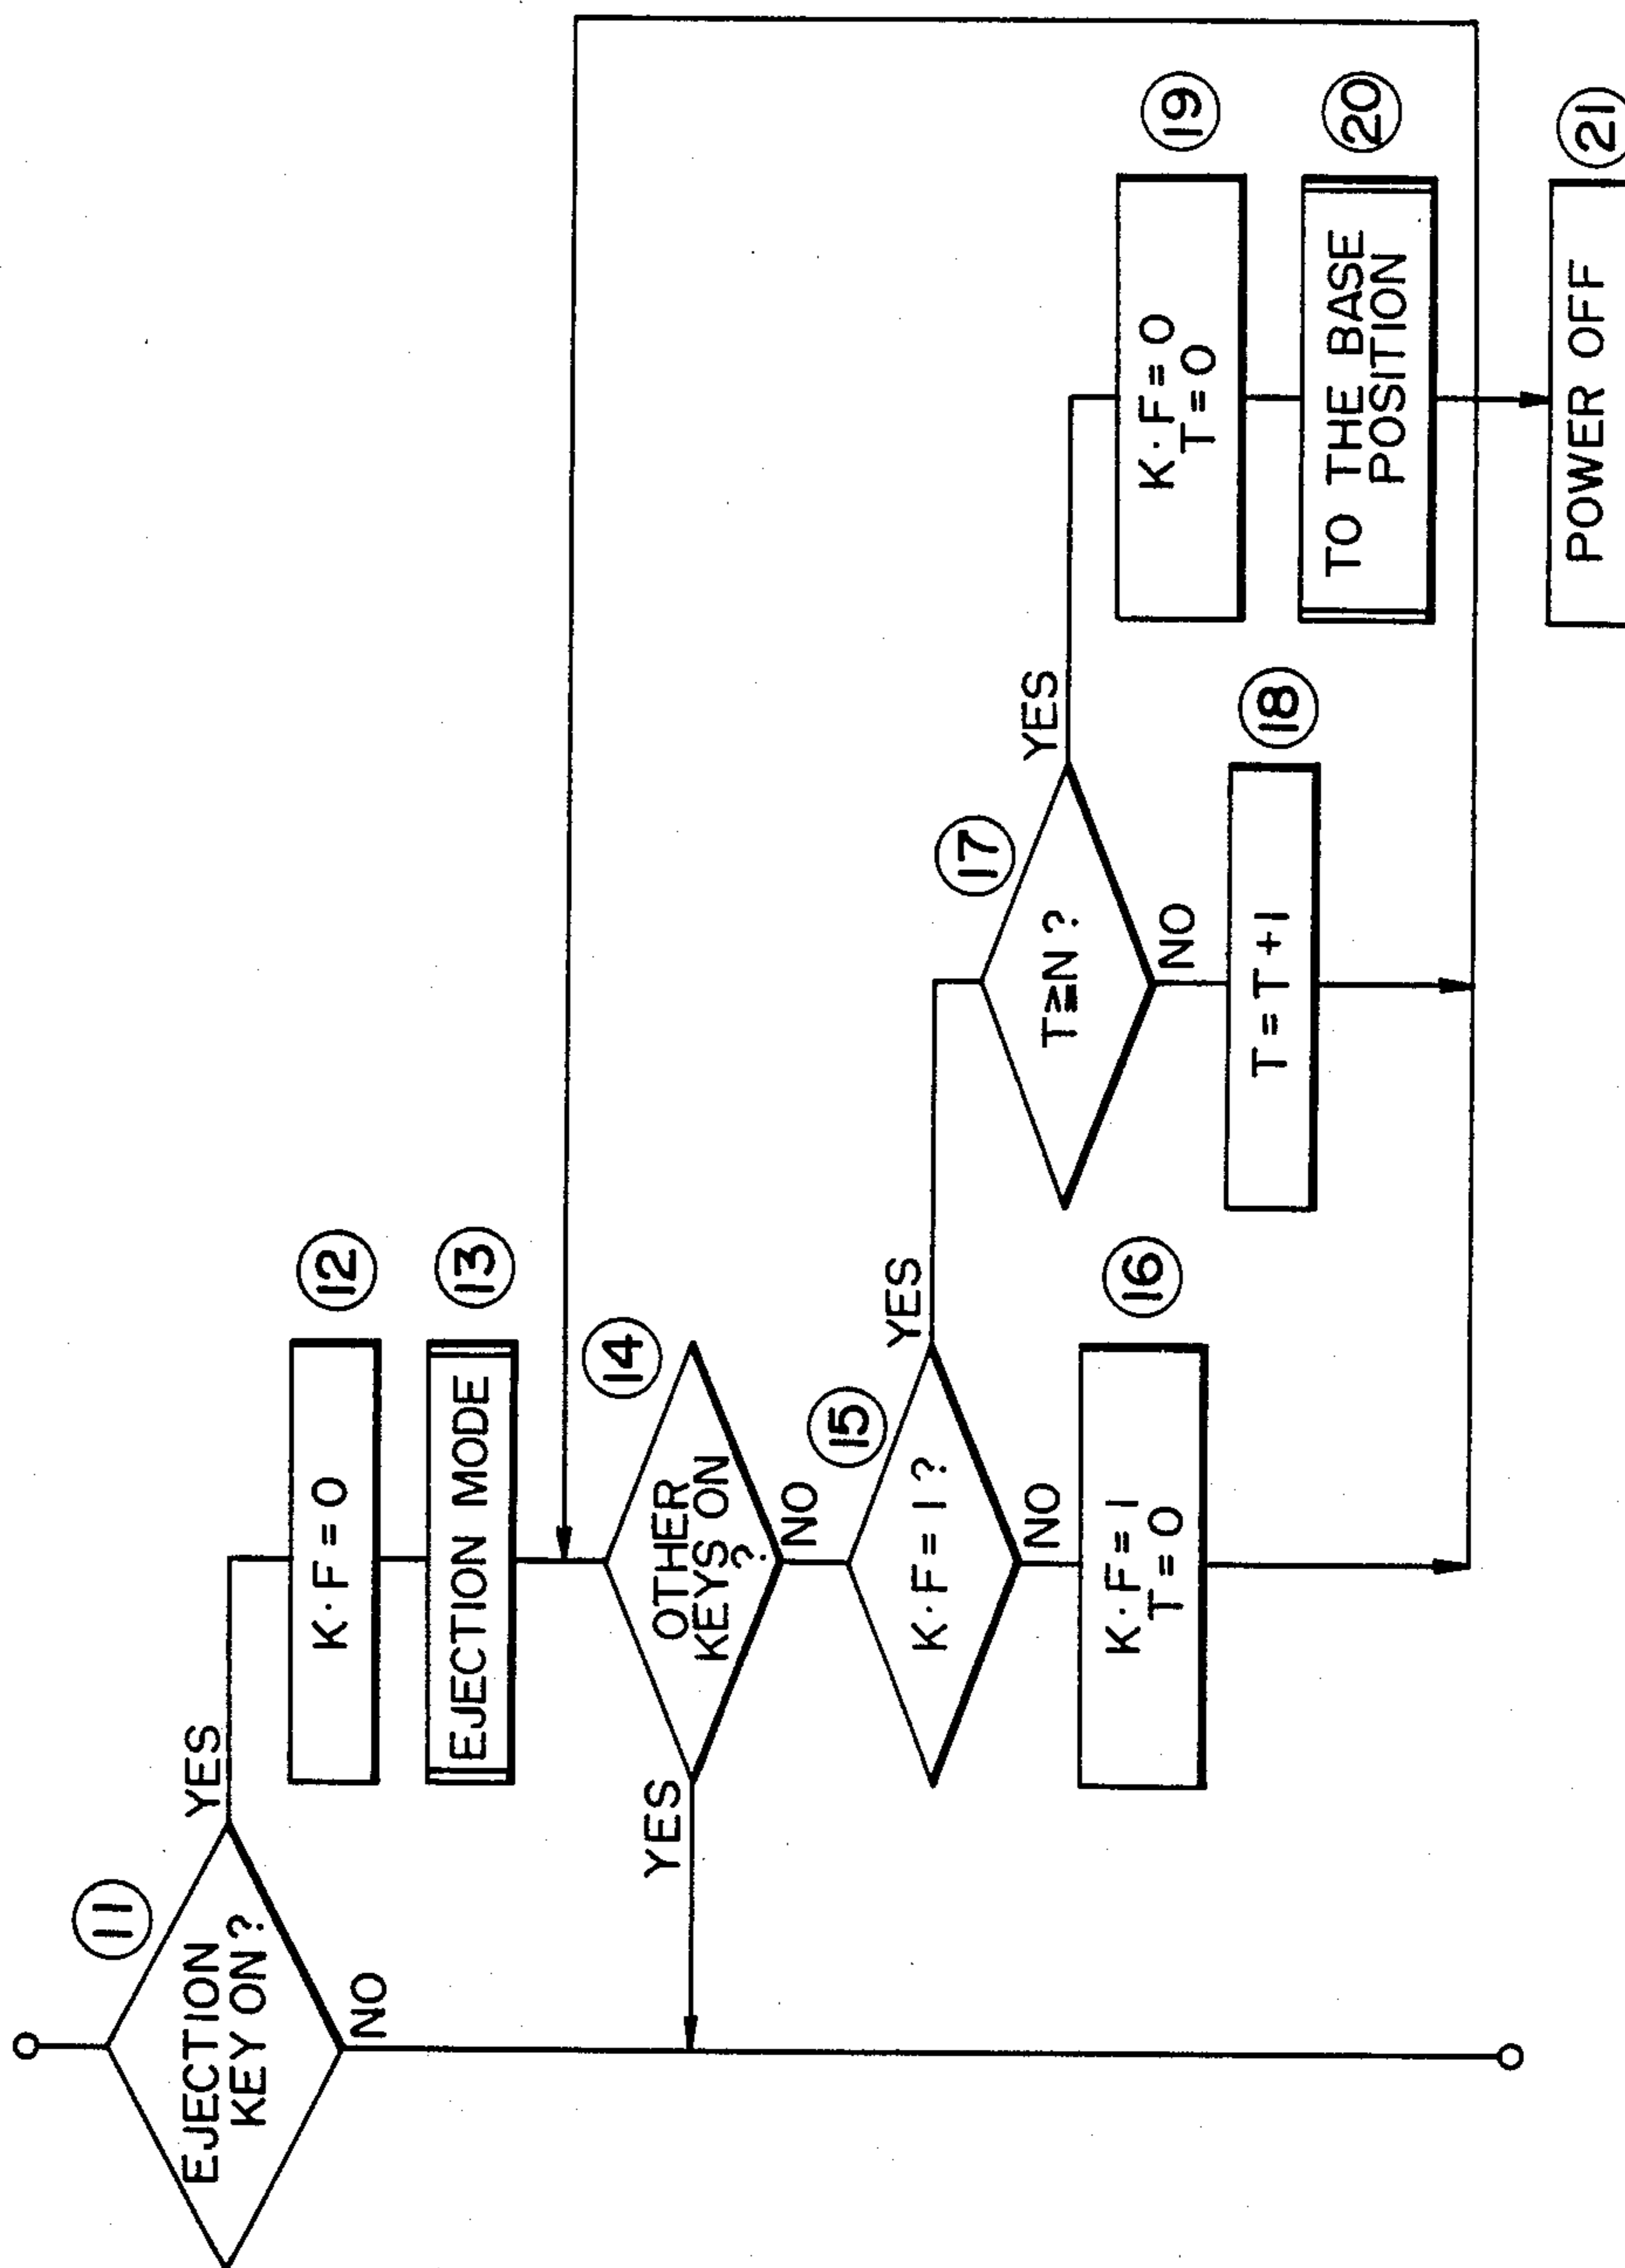 11
EJECTION
KEY ON?
YES
NO
K·F=0
12
EJECTION MODE
13
14
OTHER
KEYS ON
?
YES
NO
15
K·F=1?
YES
NO
K·F=1
T=0
16
17
T≧N?
YES
NO
T=T+1
18
K·F=0
T=0
19
TO THE BASE
POSITION
20
POWER OFF
21